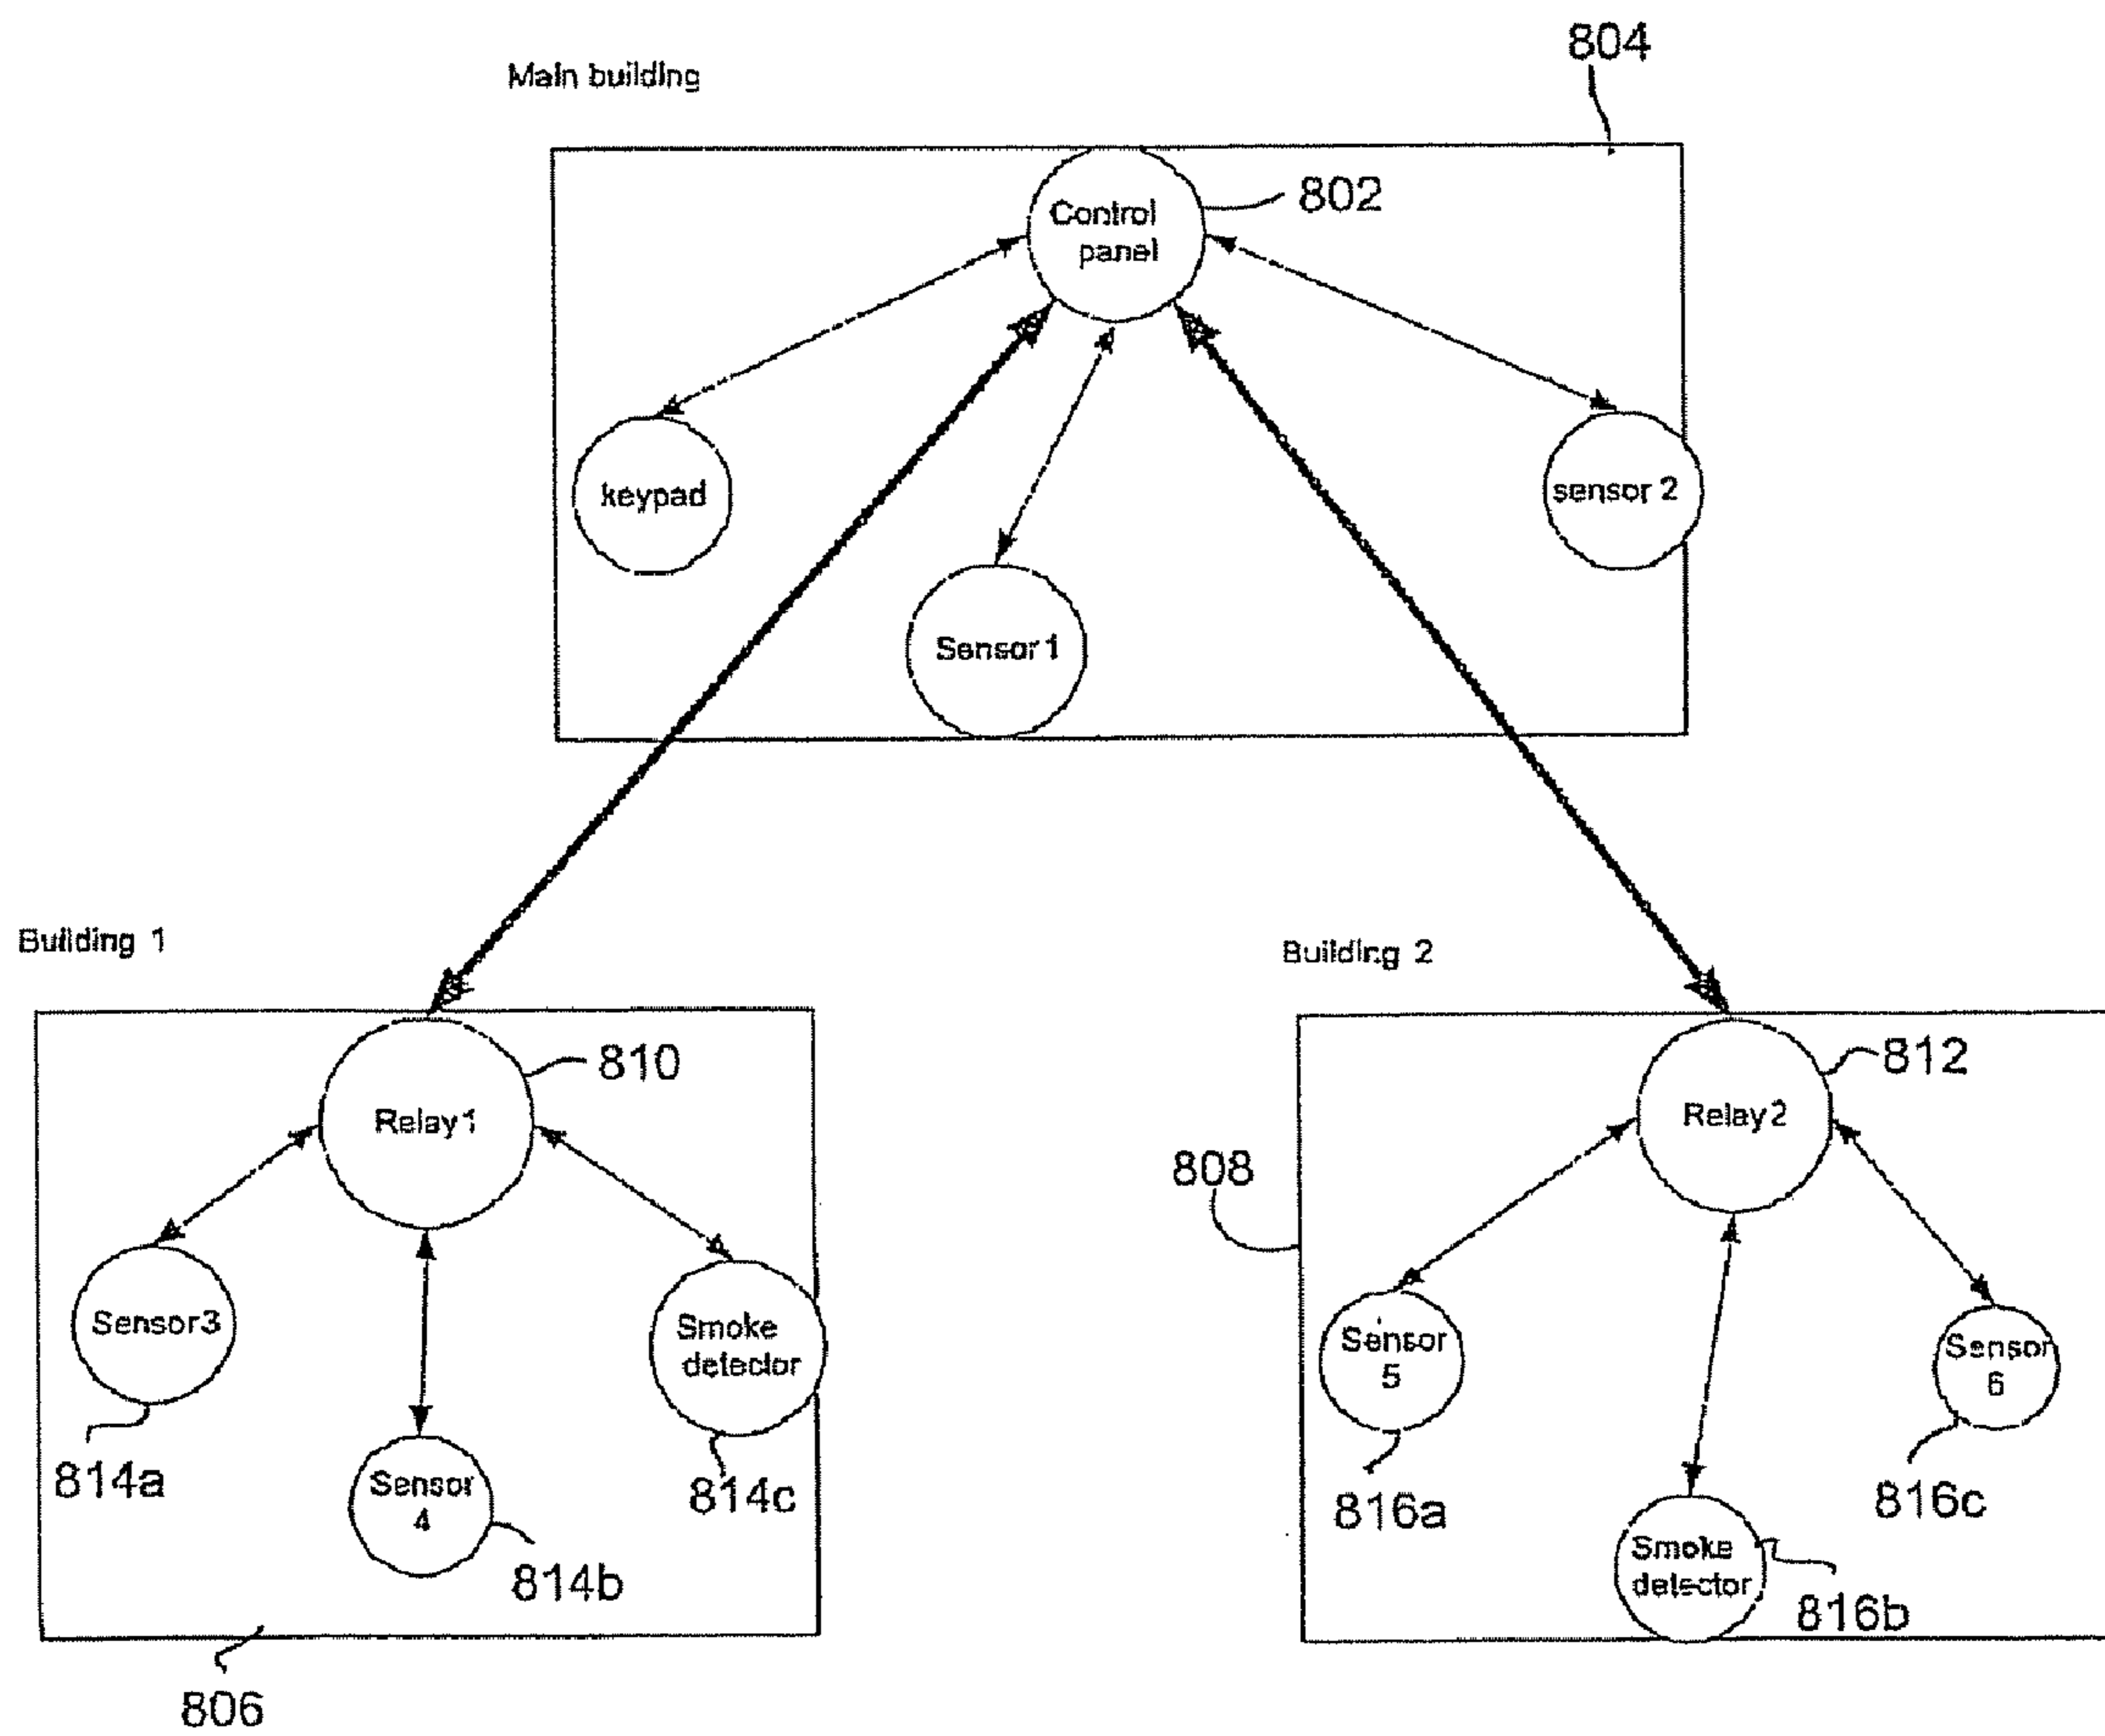 804
Main building
802
Control
panel
keypad
sensor 2
Sensor 1
Building 1
Building 2
810
Relay 1
812
Relay 2
808
Sensor 3
Smoke
detector
Sensor
5
Sensor
6
814a
Sensor
4
814c
814b
816a
816c
Smoke
detector
816b
806